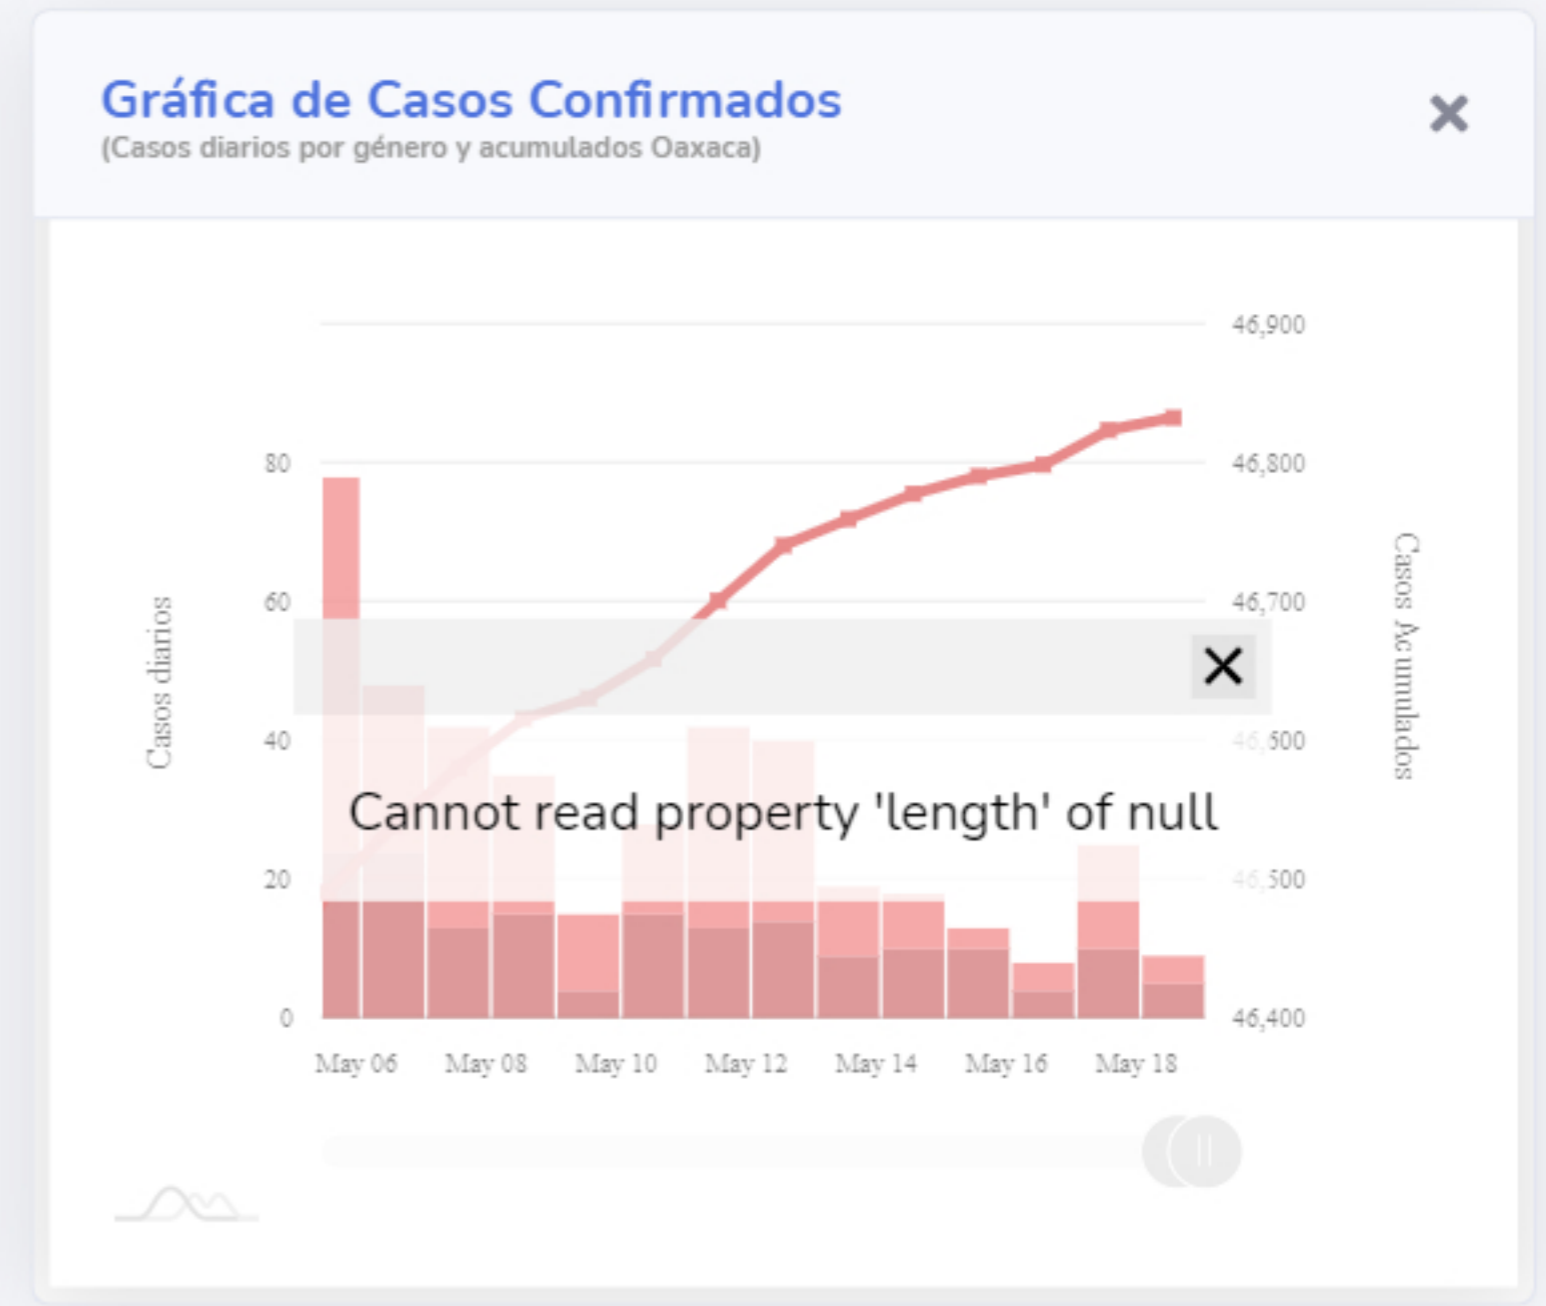 Gráfica de Casos Confirmados
(Casos diarios por género y acumulados Oaxaca)
46,900
80
46,800
60
46,700
40
46,600
20
46,500
0
46,400
Casos diarios
Casos Acumulados
Cannot read property 'length' of null
May 06
May 08
May 10
May 12
May 14
May 16
May 18